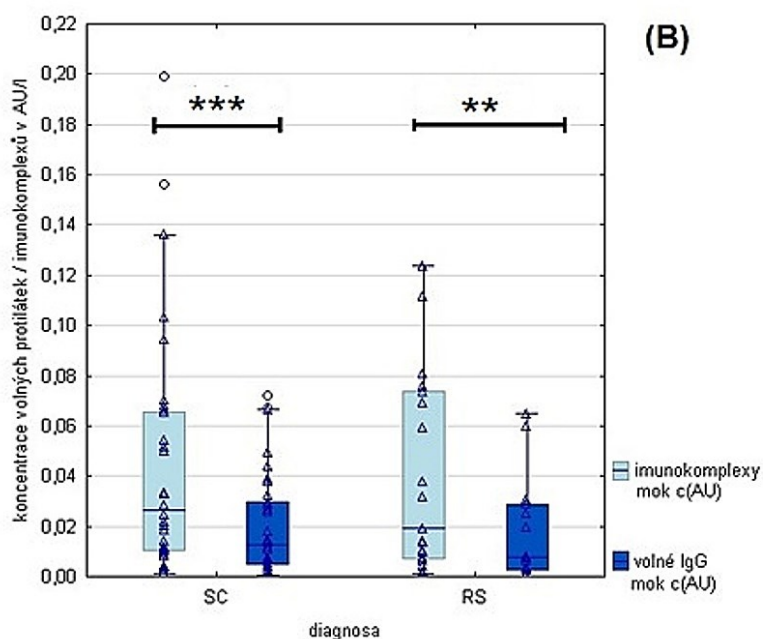 (B)
koncentrace volných protilátek / imunokomplexů v AU/l
0,22
0,20
0,18
0,16
0,14
0,12
0,10
0,08
0,06
0,04
0,02
0,00
***
**
SC
RS
diagnosa
imunokomplexy
mok c(AU)
volné IgG
mok c(AU)